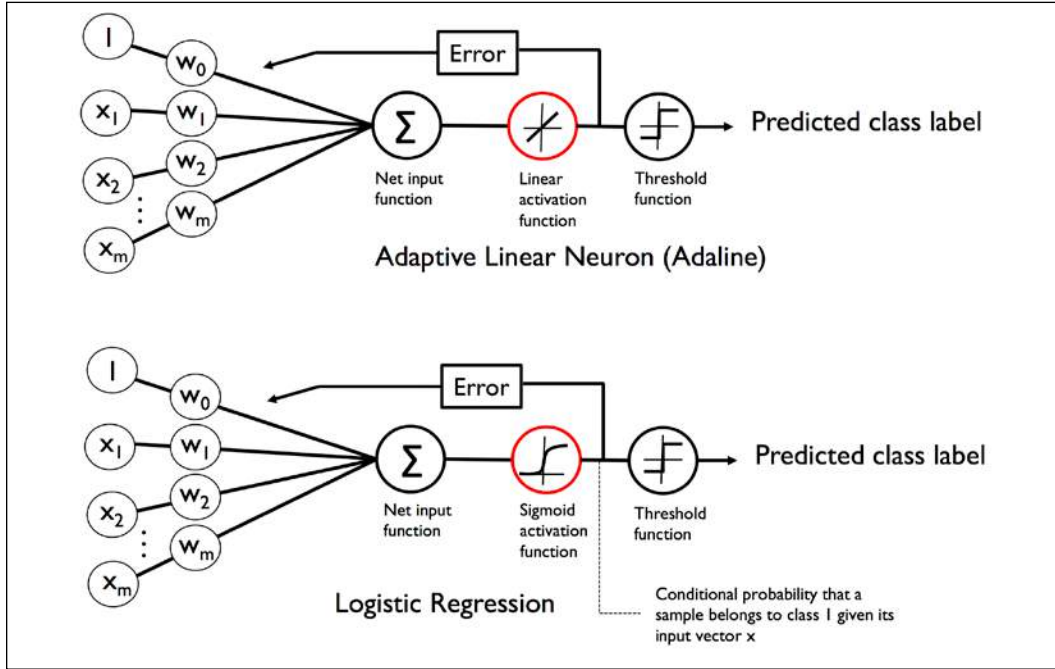 1
w0
x1
w1
x2
w2
⋮
xm
wm
Error
Σ
Net input
function
Linear
activation
function
Threshold
function
Predicted class label
Adaptive Linear Neuron (Adaline)
1
w0
x1
w1
x2
w2
⋮
xm
wm
Error
Σ
Net input
function
Sigmoid
activation
function
Threshold
function
Predicted class label
Logistic Regression
Conditional probability that a
sample belongs to class 1 given its
input vector x